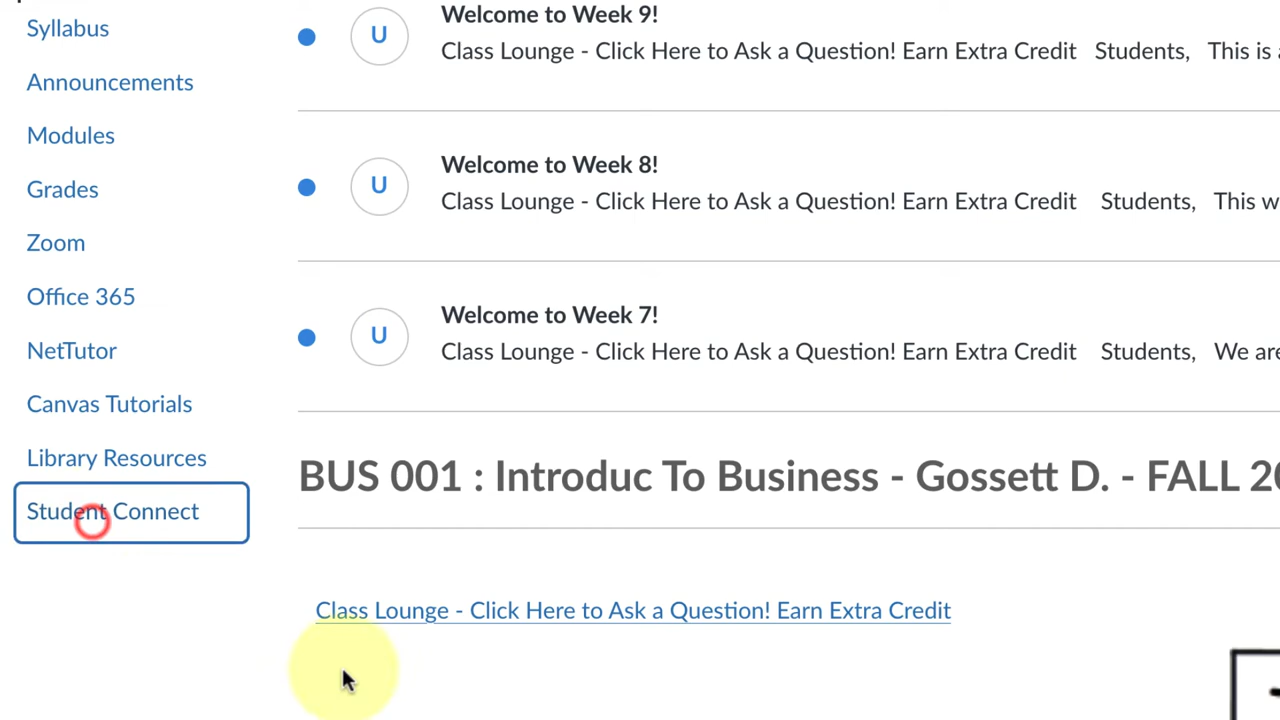 Syllabus
Announcements
Modules
Grades
Zoom
Office 365
NetTutor
Canvas Tutorials
Library Resources
Student Connect
Welcome to Week 9!
U
Class Lounge - Click Here to Ask a Question! Earn Extra Credit Students, This is
Welcome to Week 8!
U
Class Lounge - Click Here to Ask a Question! Earn Extra Credit Students, This w
Welcome to Week 7!
U
Class Lounge - Click Here to Ask a Question! Earn Extra Credit Students, We are
BUS 001 : Introduc To Business - Gossett D. - FALL 20
Class Lounge - Click Here to Ask a Question! Earn Extra Credit